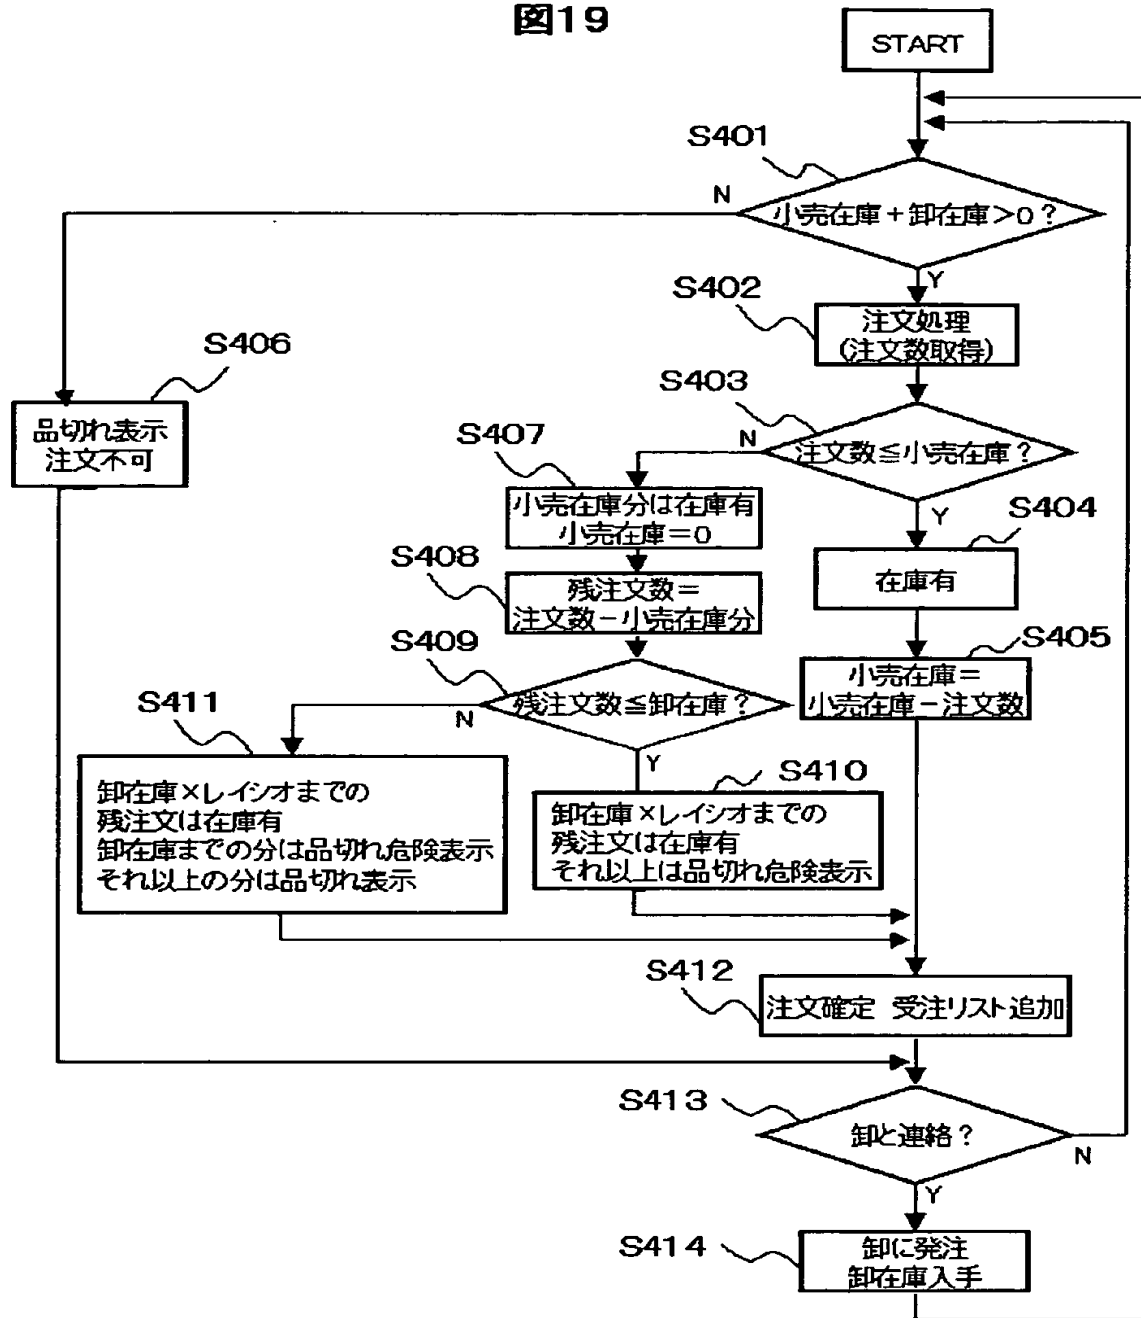 図19
START
S401
N
小売在庫+卸在庫>0?
Y
S402
注文処理
(注文数取得)
S406
品切れ表示
注文不可
S403
N
注文数≦小売在庫?
Y
S407
小売在庫分は在庫有
小売在庫=0
S404
在庫有
S408
残注文数=
注文数-小売在庫分
S405
小売在庫=
小売在庫-注文数
S409
残注文数≦卸在庫?
N
Y
S411
卸在庫×レイシオまでの
残注文は在庫有
卸在庫までの分は品切れ危険表示
それ以上の分は品切れ表示
S410
卸在庫×レイシオまでの
残注文は在庫有
それ以上は品切れ危険表示
S412
注文確定 受注リスト追加
S413
卸と連絡?
N
Y
S414
卸に発注
卸在庫入手